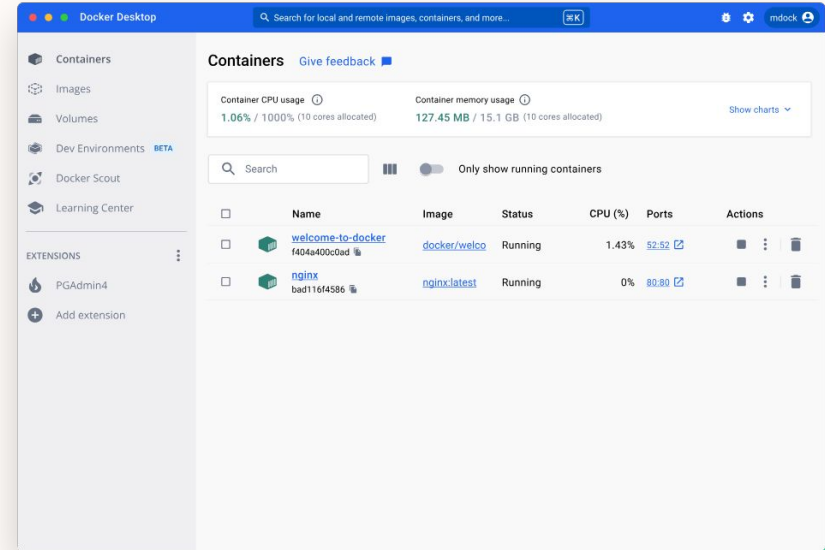 Docker Desktop
Search for local and remote images, containers, and more...
⌘K
mdock
Containers
Images
Volumes
Dev Environments BETA
Docker Scout
Learning Center
EXTENSIONS
PGAdmin4
Add extension
Containers Give feedback
Container CPU usage
1.06% / 1000% (10 cores allocated)
Container memory usage
127.45 MB / 15.1 GB (10 cores allocated)
Show charts
Search
Only show running containers
Name Image Status CPU (%) Ports Actions
welcome-to-docker docker/welco Running 1.43% 52:52
f404a400c0ad
nginx nginx:latest Running 0% 80:80
bad116f4586